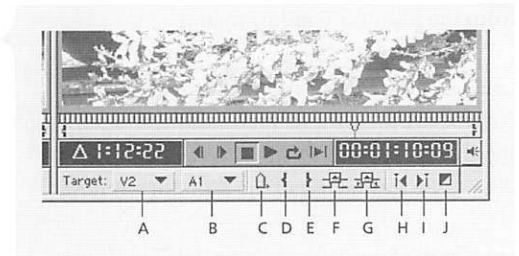 Δ 1:12:22 00:01:10:09
Target: V2 A1
A B C D E F G H I J